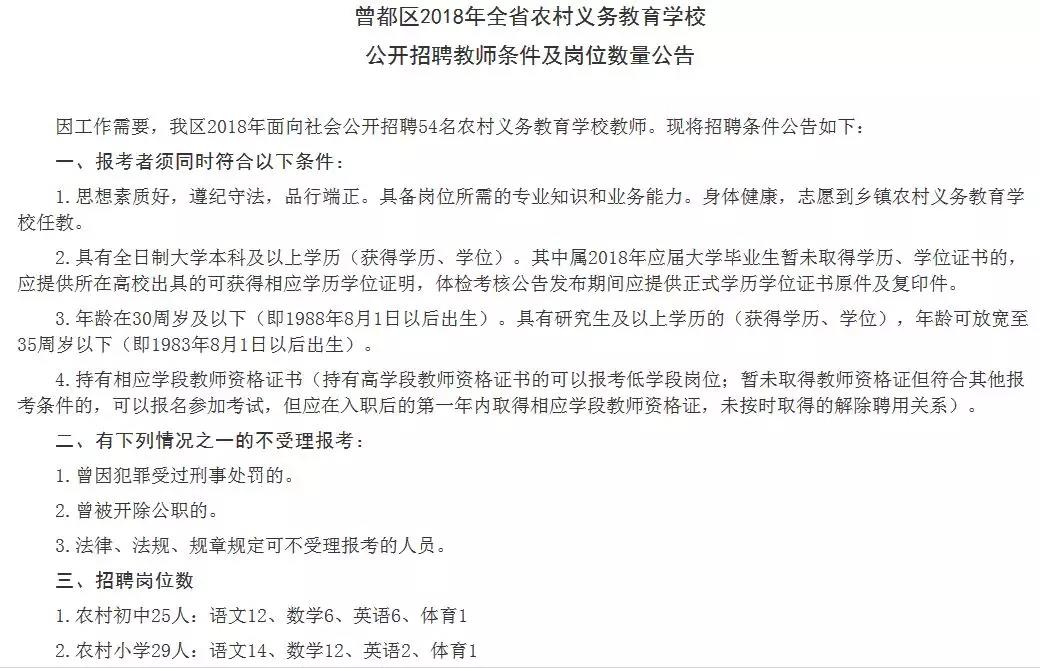 曾都区2018年全省农村义务教育学校
公开招聘教师条件及岗位数量公告
因工作需要，我区2018年面向社会公开招聘54名农村义务教育学校教师。现将招聘条件公告如下：
一、报考者须同时符合以下条件：
1.思想素质好，遵纪守法，品行端正。具备岗位所需的专业知识和业务能力。身体健康，志愿到乡镇农村义务教育学
校任教。
2.具有全日制大学本科及以上学历（获得学历、学位）。其中属2018年应届大学毕业生暂未取得学历、学位证书的，
应提供所在高校出具的可获得相应学历学位证明，体检考核公告发布期间应提供正式学历学位证书原件及复印件。
3.年龄在30周岁及以下（即1988年8月1日以后出生）。具有研究生及以上学历的（获得学历、学位），年龄可放宽至
35周岁以下（即1983年8月1日以后出生）。
4.持有相应学段教师资格证书（持有高学段教师资格证书的可以报考低学段岗位；暂未取得教师资格证但符合其他报
考条件的，可以报名参加考试，但应在入职后的第一年内取得相应学段教师资格证，未按时取得的解除聘用关系）。
二、有下列情况之一的不受理报考：
1.曾因犯罪受过刑事处罚的。
2.曾被开除公职的。
3.法律、法规、规章规定可不受理报考的人员。
三、招聘岗位数
1.农村初中25人：语文12、数学6、英语6、体育1
2.农村小学29人：语文14、数学12、英语2、体育1